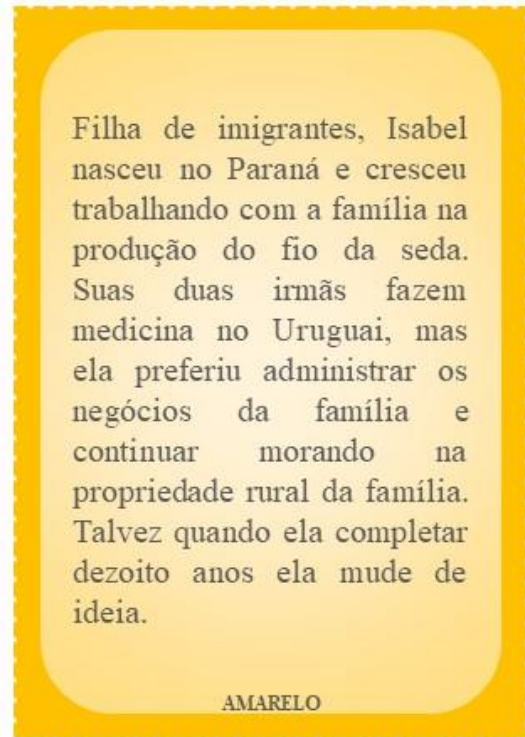 Filha de imigrantes, Isabel
nasceu no Paraná e cresceu
trabalhando com a família na
produção do fio da seda.
Suas duas irmãs fazem
medicina no Uruguai, mas
ela preferiu administrar os
negócios da família e
continuar morando na
propriedade rural da família.
Talvez quando ela completar
dezoito anos ela mude de
ideia.
AMARELO